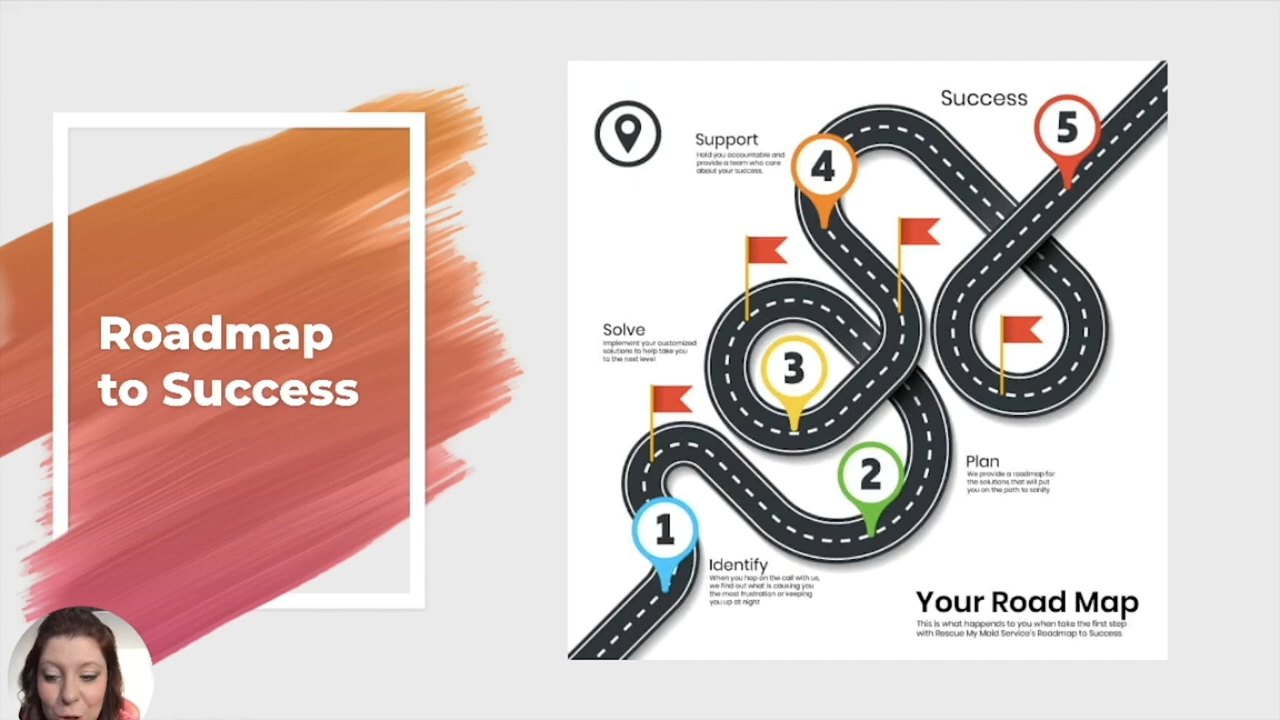 Roadmap
to Success
Success
5
Support
Hold you accountable and
provide a team who care
about your success.
4
Solve
Implement your customized
solutions to help take you
to the next level
3
2
Plan
We provide a roadmap for
the solutions that will put
you on the path to sanity
1
Identify
When you hop on the call with us,
we find out what is causing you
the most frustration or keeping
you up at night
Your Road Map
This is what happends to you when take the first step
with Rescue My Maid Service's Roadmap to Success